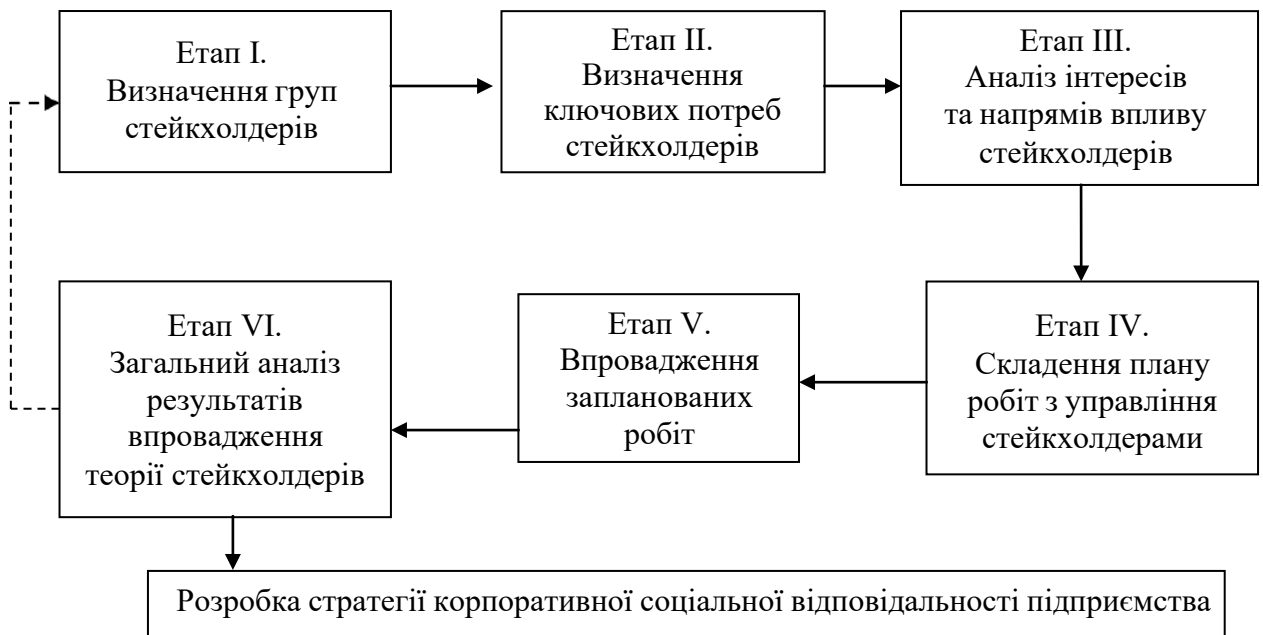 Етап I.
Визначення груп
стейкхолдерів
Етап II.
Визначення
ключових потреб
стейкхолдерів
Етап III.
Аналіз інтересів
та напрямів впливу
стейкхолдерів
Етап IV.
Складення плану
робіт з управління
стейкхолдерами
Етап V.
Впровадження
запланованих
робіт
Етап VI.
Загальний аналіз
результатів
впровадження
теорії стейкхолдерів
Розробка стратегії корпоративної соціальної відповідальності підприємства